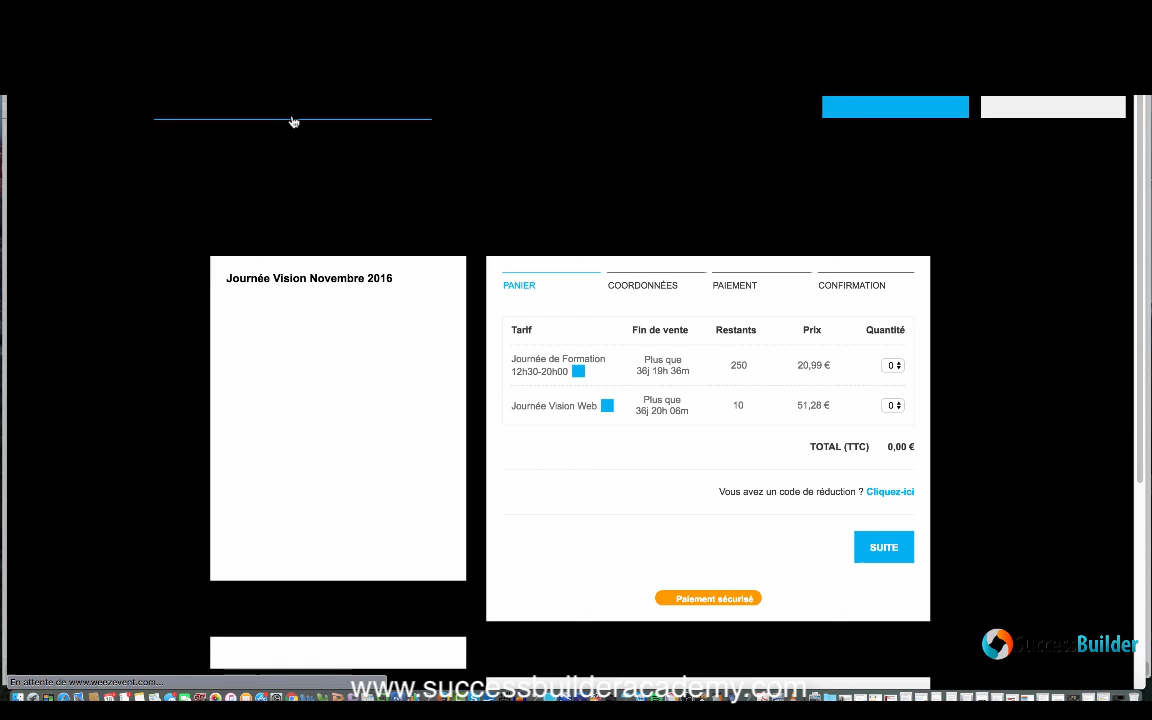 Journée Vision Novembre 2016
PANIER COORDONNÉES PAIEMENT CONFIRMATION
Tarif Fin de vente Restants Prix Quantité
Journée de Formation
12h30-20h00
Plus que
36j 19h 36m
250 20,99 € 0
Journée Vision Web
Plus que
36j 20h 06m
10 51,28 € 0
TOTAL (TTC) 0,00 €
Vous avez un code de réduction ? Cliquez-ici
SUITE
Paiement sécurisé
SuccessBuilder
En attente de www.weezevent.com...
www.successbuilderacademy.com